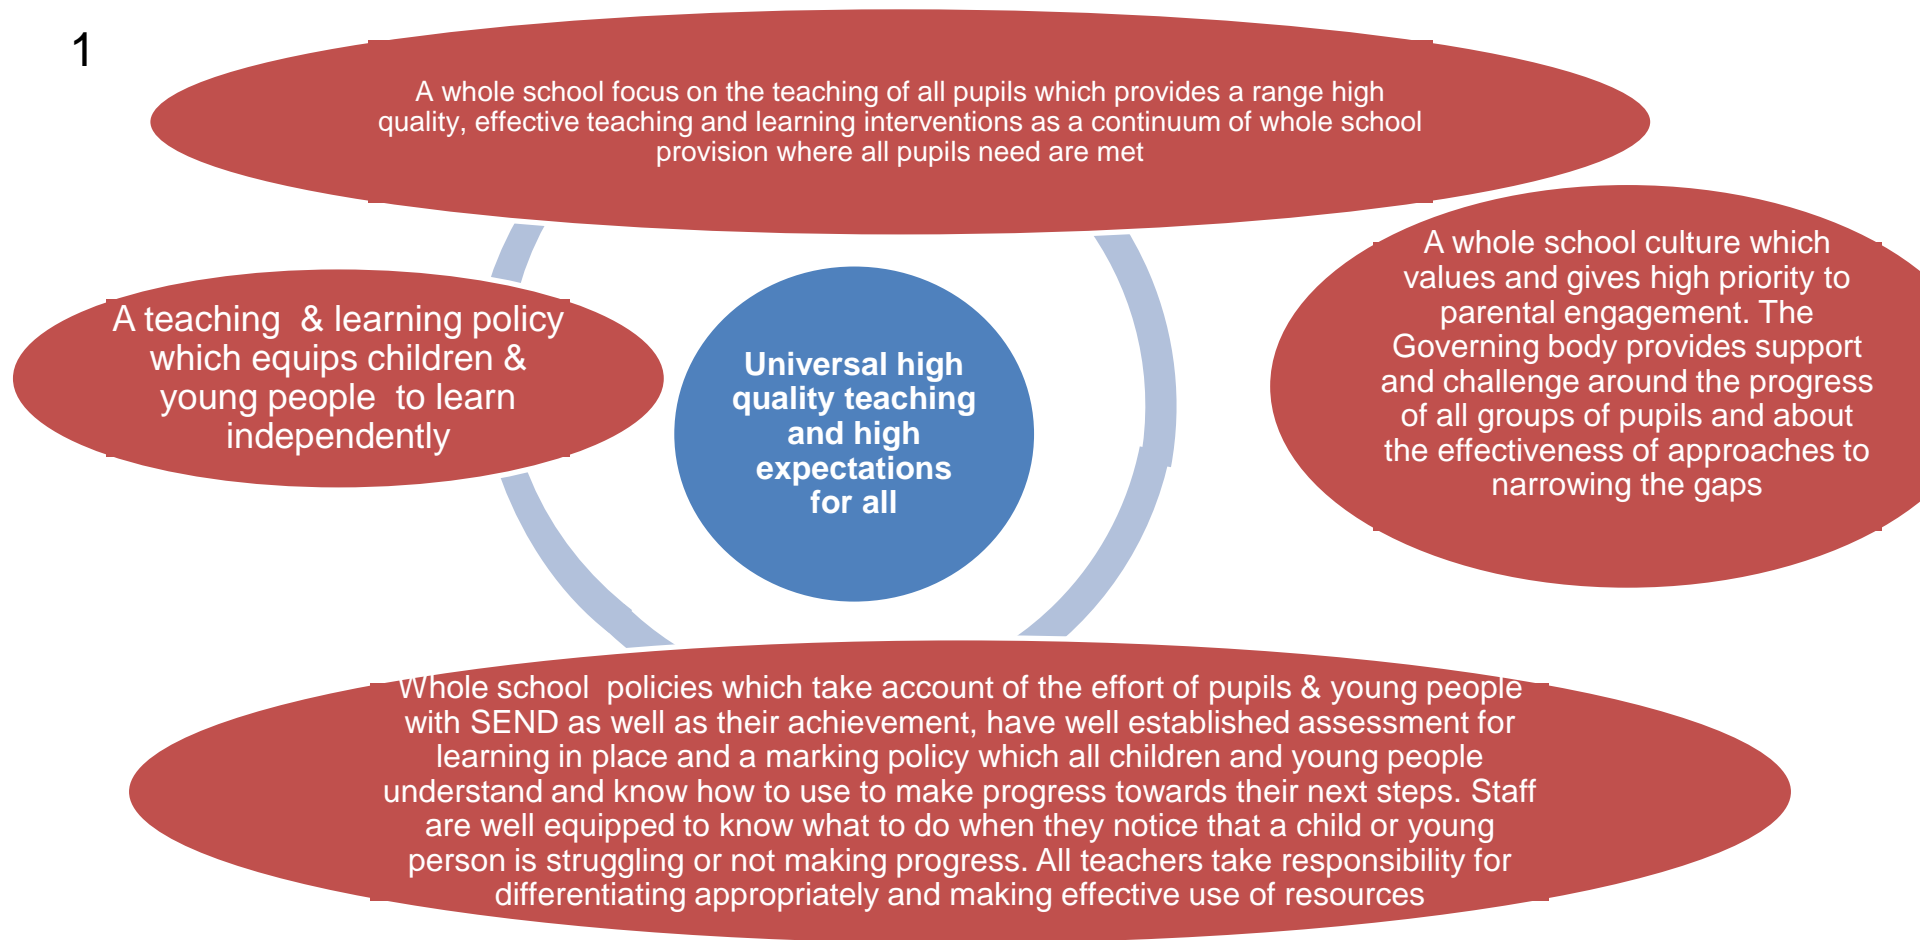 1
A whole school focus on the teaching of all pupils which provides a range high
quality, effective teaching and learning interventions as a continuum of whole school
provision where all pupils need are met
A whole school culture which
values and gives high priority to
parental engagement. The
Governing body provides support
and challenge around the progress
of all groups of pupils and about
the effectiveness of approaches to
narrowing the gaps
A teaching & learning policy
which equips children &
young people to learn
independently
Universal high
quality teaching
and high
expectations
for all
Whole school policies which take account of the effort of pupils & young people
with SEND as well as their achievement, have well established assessment for
learning in place and a marking policy which all children and young people
understand and know how to use to make progress towards their next steps. Staff
are well equipped to know what to do when they notice that a child or young
person is struggling or not making progress. All teachers take responsibility for
differentiating appropriately and making effective use of resources